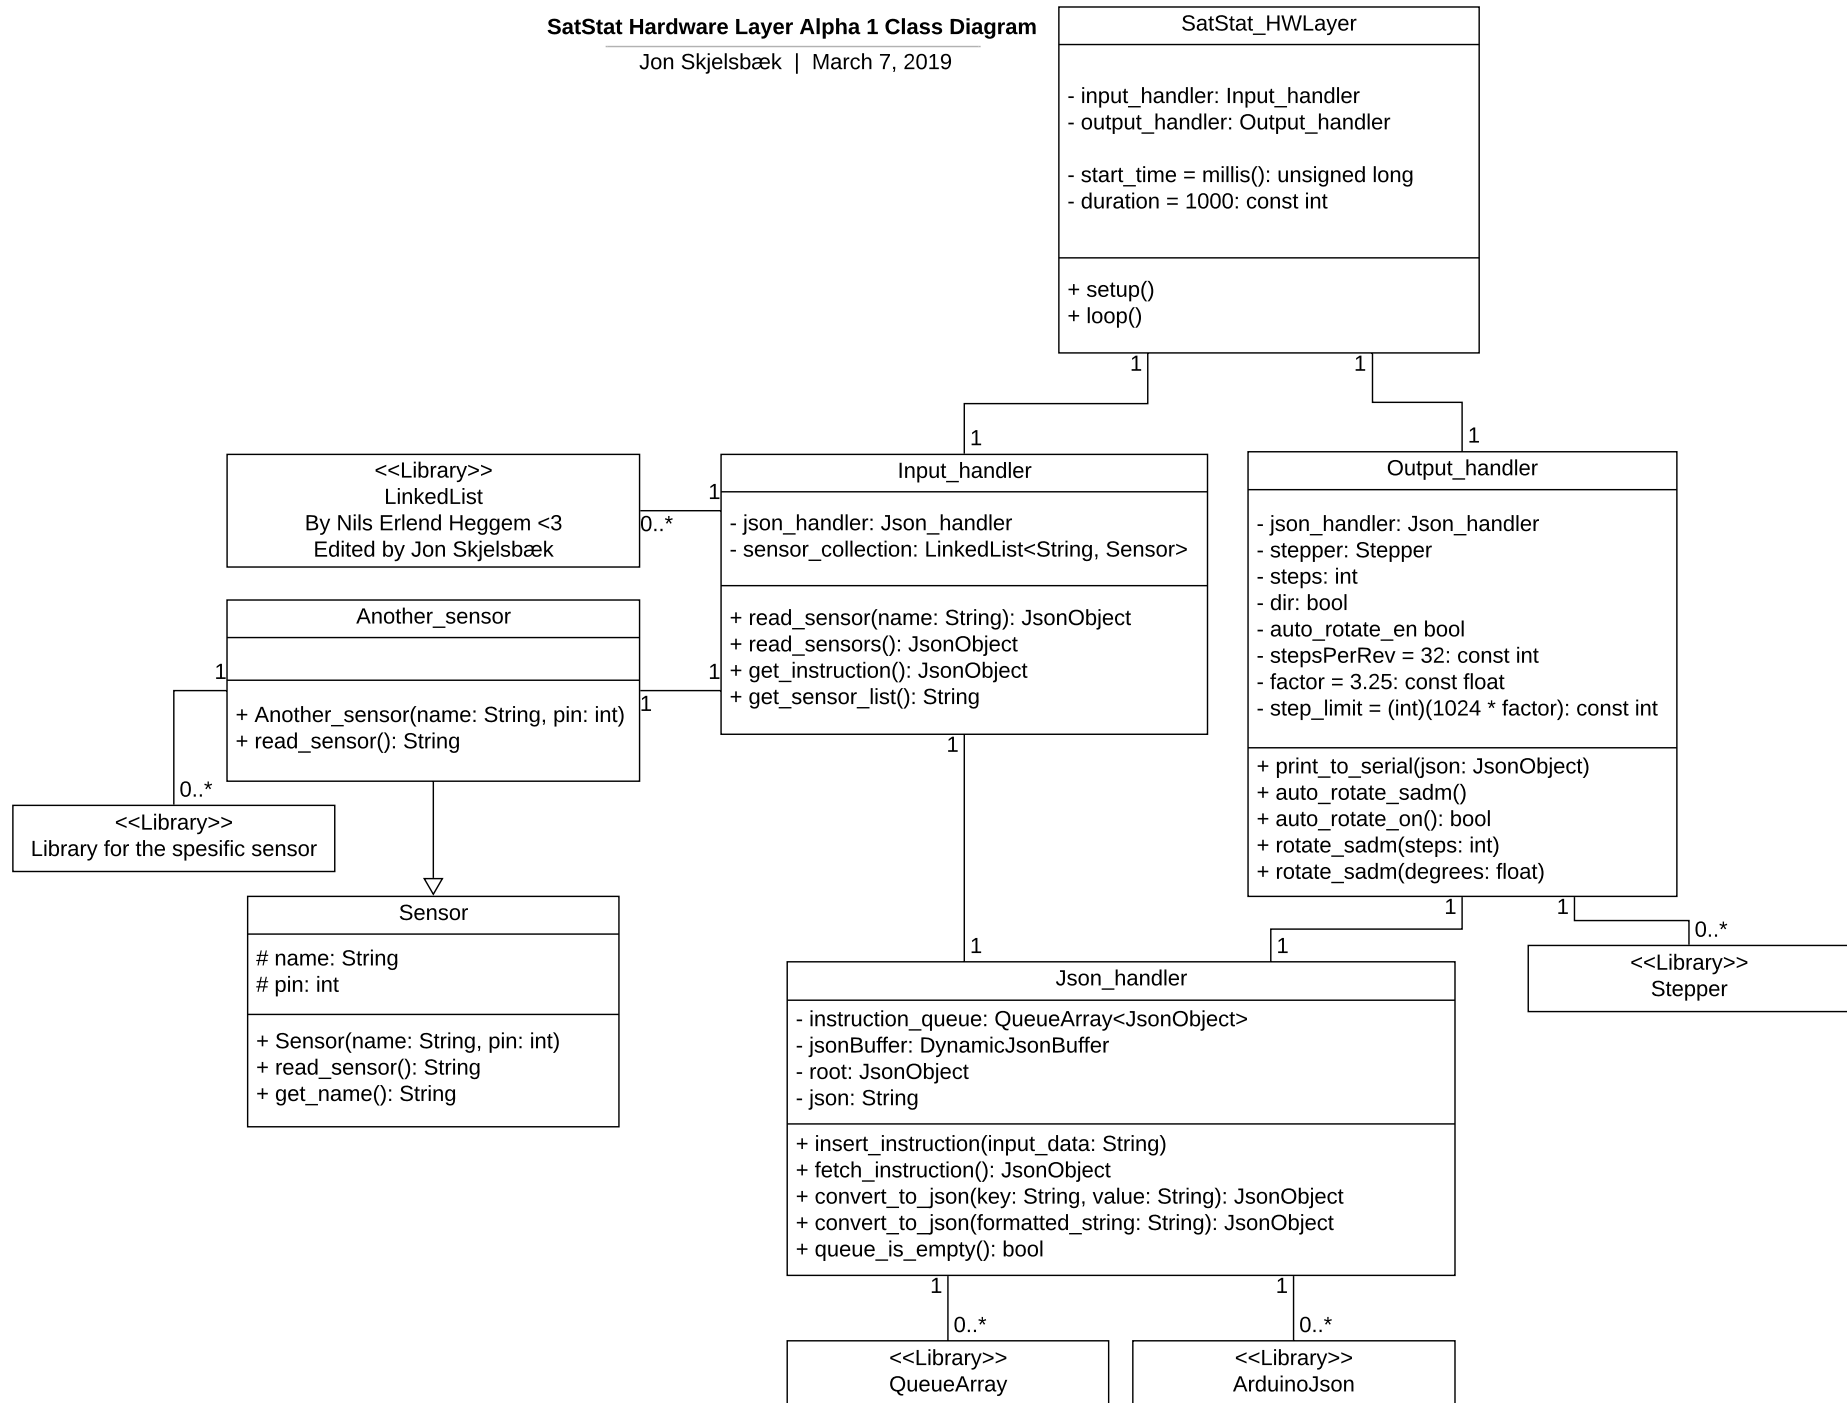 SatStat Hardware Layer Alpha 1 Class Diagram
Jon Skjelsbæk | March 7, 2019
SatStat_HWLayer
- input_handler: Input_handler
- output_handler: Output_handler
- start_time = millis(): unsigned long
- duration = 1000: const int
+ setup()
+ loop()
1
1
1
1
<<Library>>
LinkedList
By Nils Erlend Heggem <3
Edited by Jon Skjelsbæk
1
0..*
Input_handler
- json_handler: Json_handler
- sensor_collection: LinkedList<String, Sensor>
+ read_sensor(name: String): JsonObject
+ read_sensors(): JsonObject
+ get_instruction(): JsonObject
+ get_sensor_list(): String
Output_handler
- json_handler: Json_handler
- stepper: Stepper
- steps: int
- dir: bool
- auto_rotate_en bool
- stepsPerRev = 32: const int
- factor = 3.25: const float
- step_limit = (int)(1024 * factor): const int
+ print_to_serial(json: JsonObject)
+ auto_rotate_sadm()
+ auto_rotate_on(): bool
+ rotate_sadm(steps: int)
+ rotate_sadm(degrees: float)
Another_sensor
+ Another_sensor(name: String, pin: int)
+ read_sensor(): String
1
1
1
0..*
<<Library>>
Library for the spesific sensor
Sensor
# name: String
# pin: int
+ Sensor(name: String, pin: int)
+ read_sensor(): String
+ get_name(): String
1
1
1
1
1
0..*
<<Library>>
Stepper
Json_handler
- instruction_queue: QueueArray<JsonObject>
- jsonBuffer: DynamicJsonBuffer
- root: JsonObject
- json: String
+ insert_instruction(input_data: String)
+ fetch_instruction(): JsonObject
+ convert_to_json(key: String, value: String): JsonObject
+ convert_to_json(formatted_string: String): JsonObject
+ queue_is_empty(): bool
1
1
0..*
0..*
<<Library>>
QueueArray
<<Library>>
ArduinoJson